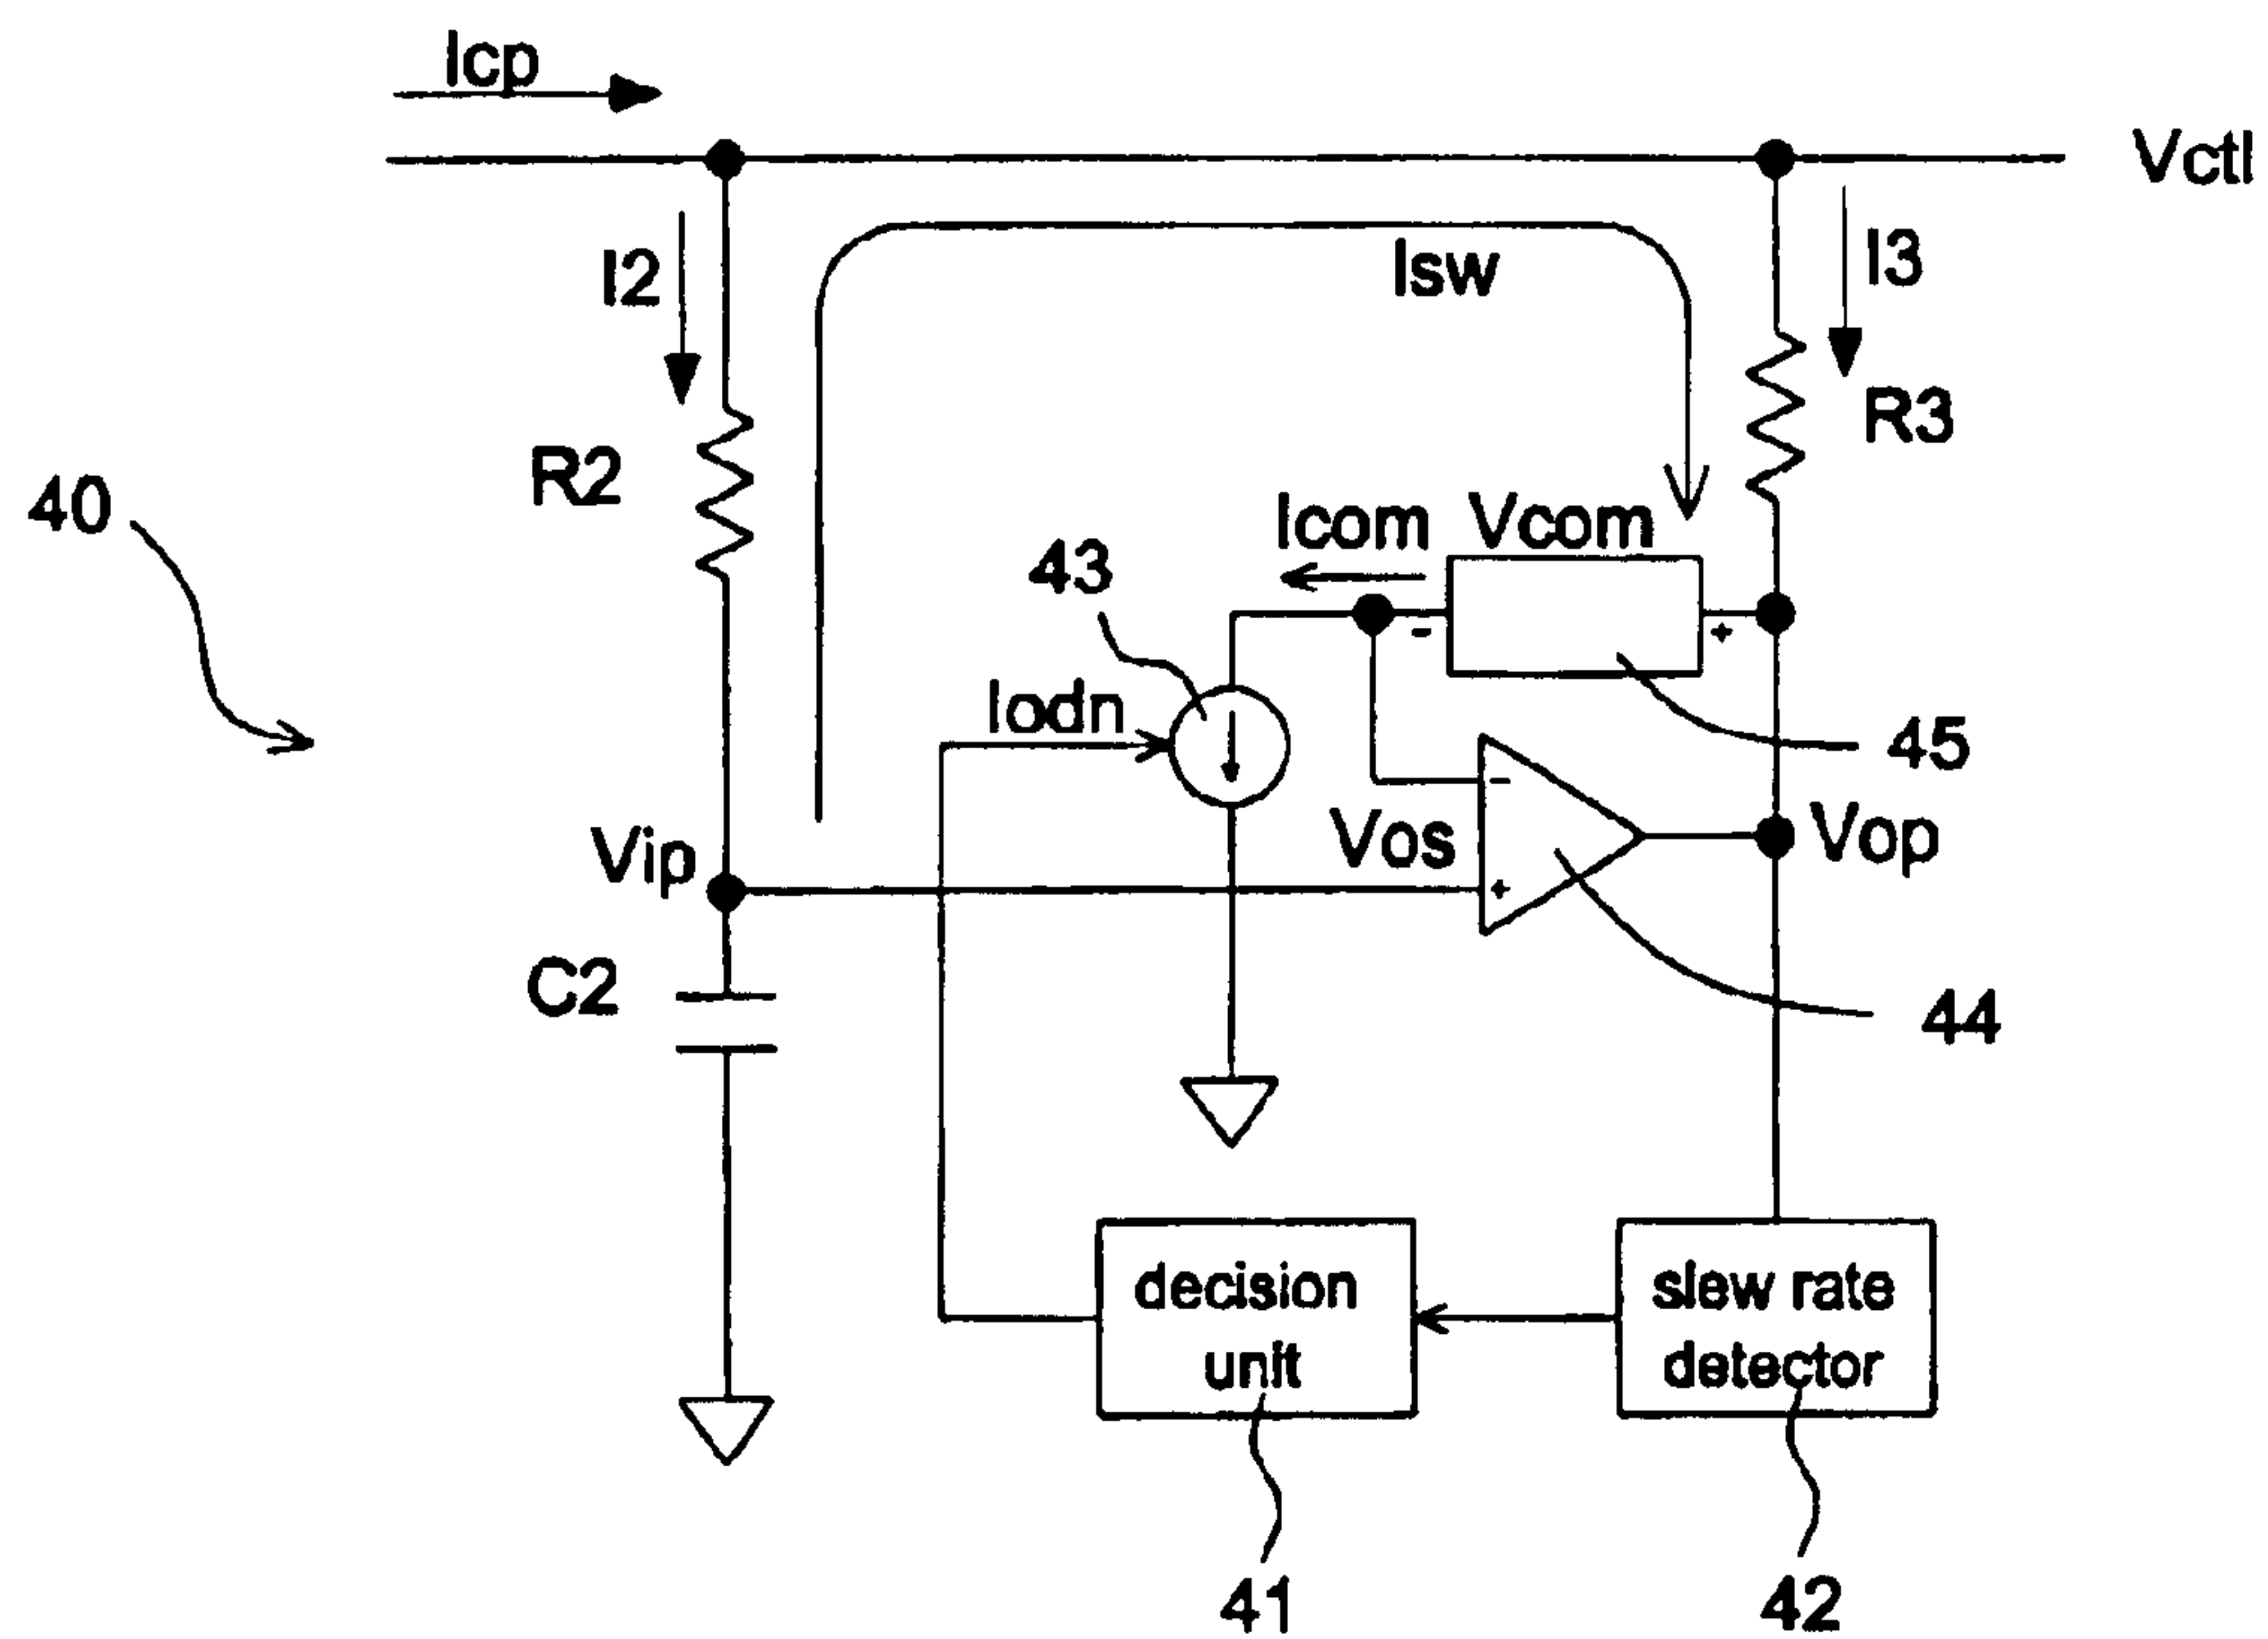 Icp
Vctl
I2
Isw
I3
R2
R3
40
Icom
Vcom
43
-
+
Iodn
45
-
Vip
Vos
Vop
+
C2
44
decision
unit
slew rate
detector
41
42